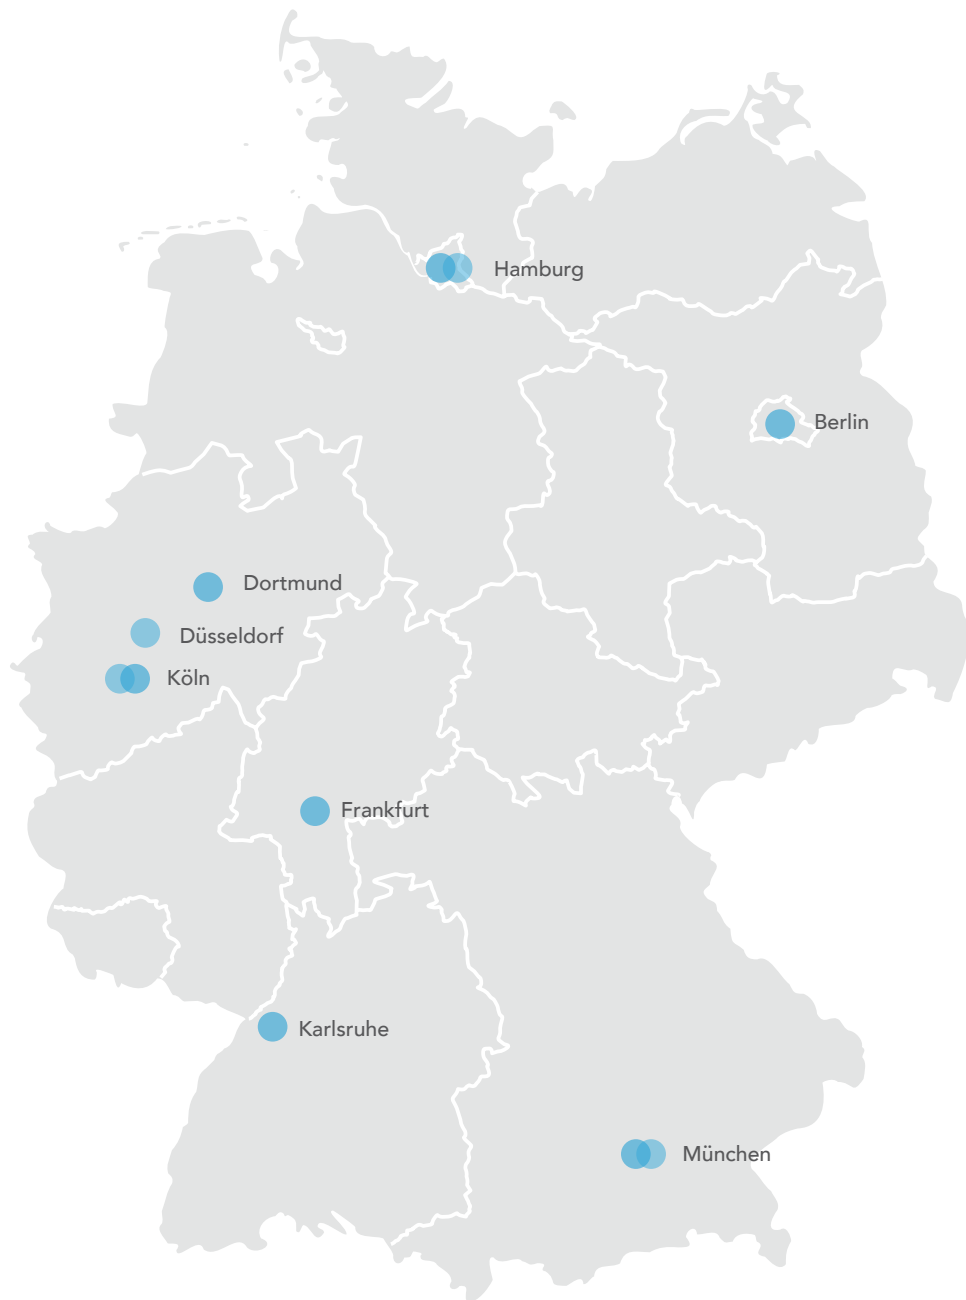 Hamburg
Berlin
Dortmund
Düsseldorf
Köln
Frankfurt
Karlsruhe
München